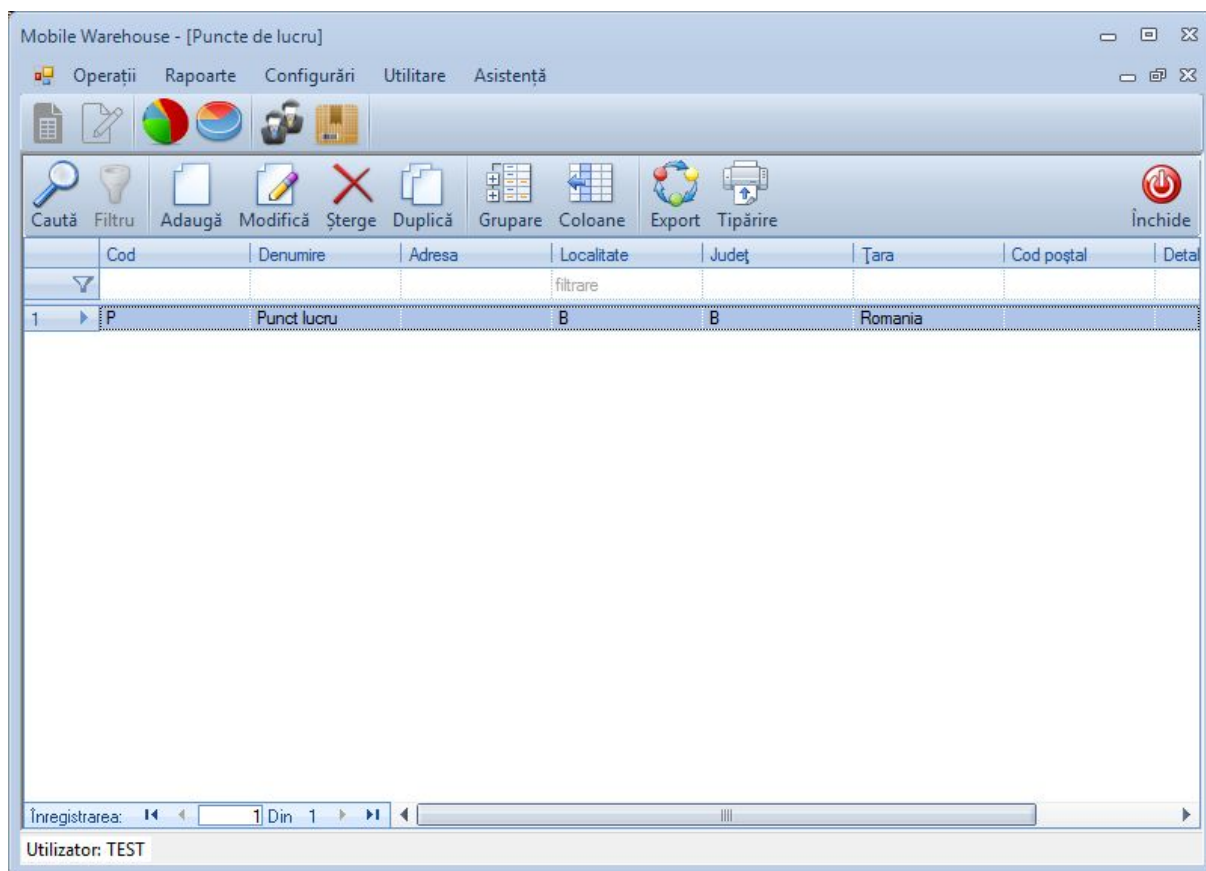 Mobile Warehouse - [Puncte de lucru]
Operații Rapoarte Configurări Utilitare Asistență
Caută Filtru Adaugă Modifică Șterge Duplică Grupare Coloane Export Tipărire Închide
Cod Denumire Adresa Localitate Județ Țara Cod poștal Detal
filtrare
1 P Punct lucru B B Romania
Înregistrarea: 1 Din 1
Utilizator: TEST